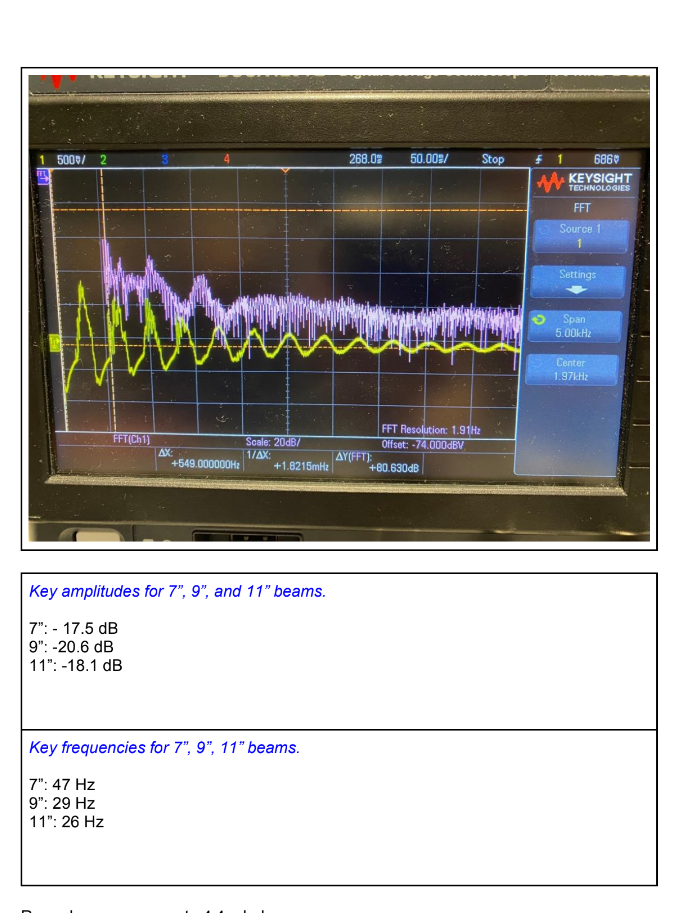 1 500▽/ 2 3 4 268.0 50.00 / Stop 1 686
KEYSIGHT
TECHNOLOGIES
FFT
Source 1
1
Settings
Span
5.00kHz
Center
1.97kHz
FFT Resolution: 1.91Hz
FFT(Ch1) Scale: 20dB/ Offset: -74.000dBV
ΔX: 1/ΔX: ΔY(FFT):
+549.000000Hz +1.8215mHz +80.630dB
Key amplitudes for 7”, 9”, and 11” beams.
7”: - 17.5 dB
9”: -20.6 dB
11”: -18.1 dB
Key frequencies for 7”, 9”, 11” beams.
7”: 47 Hz
9”: 29 Hz
11”: 26 Hz